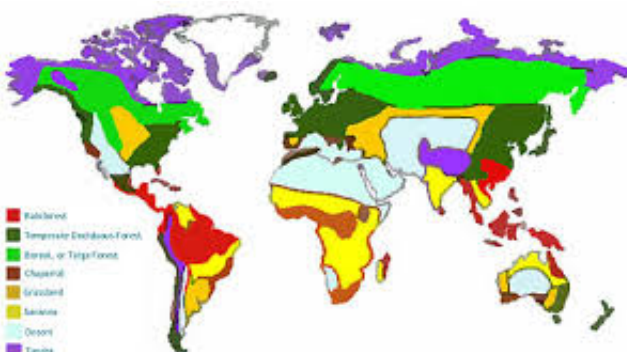 Rainforest
Temperate Deciduous Forest
Boreal, or Taiga Forest
Chaparral
Grassland
Savanna
Desert
Tundra